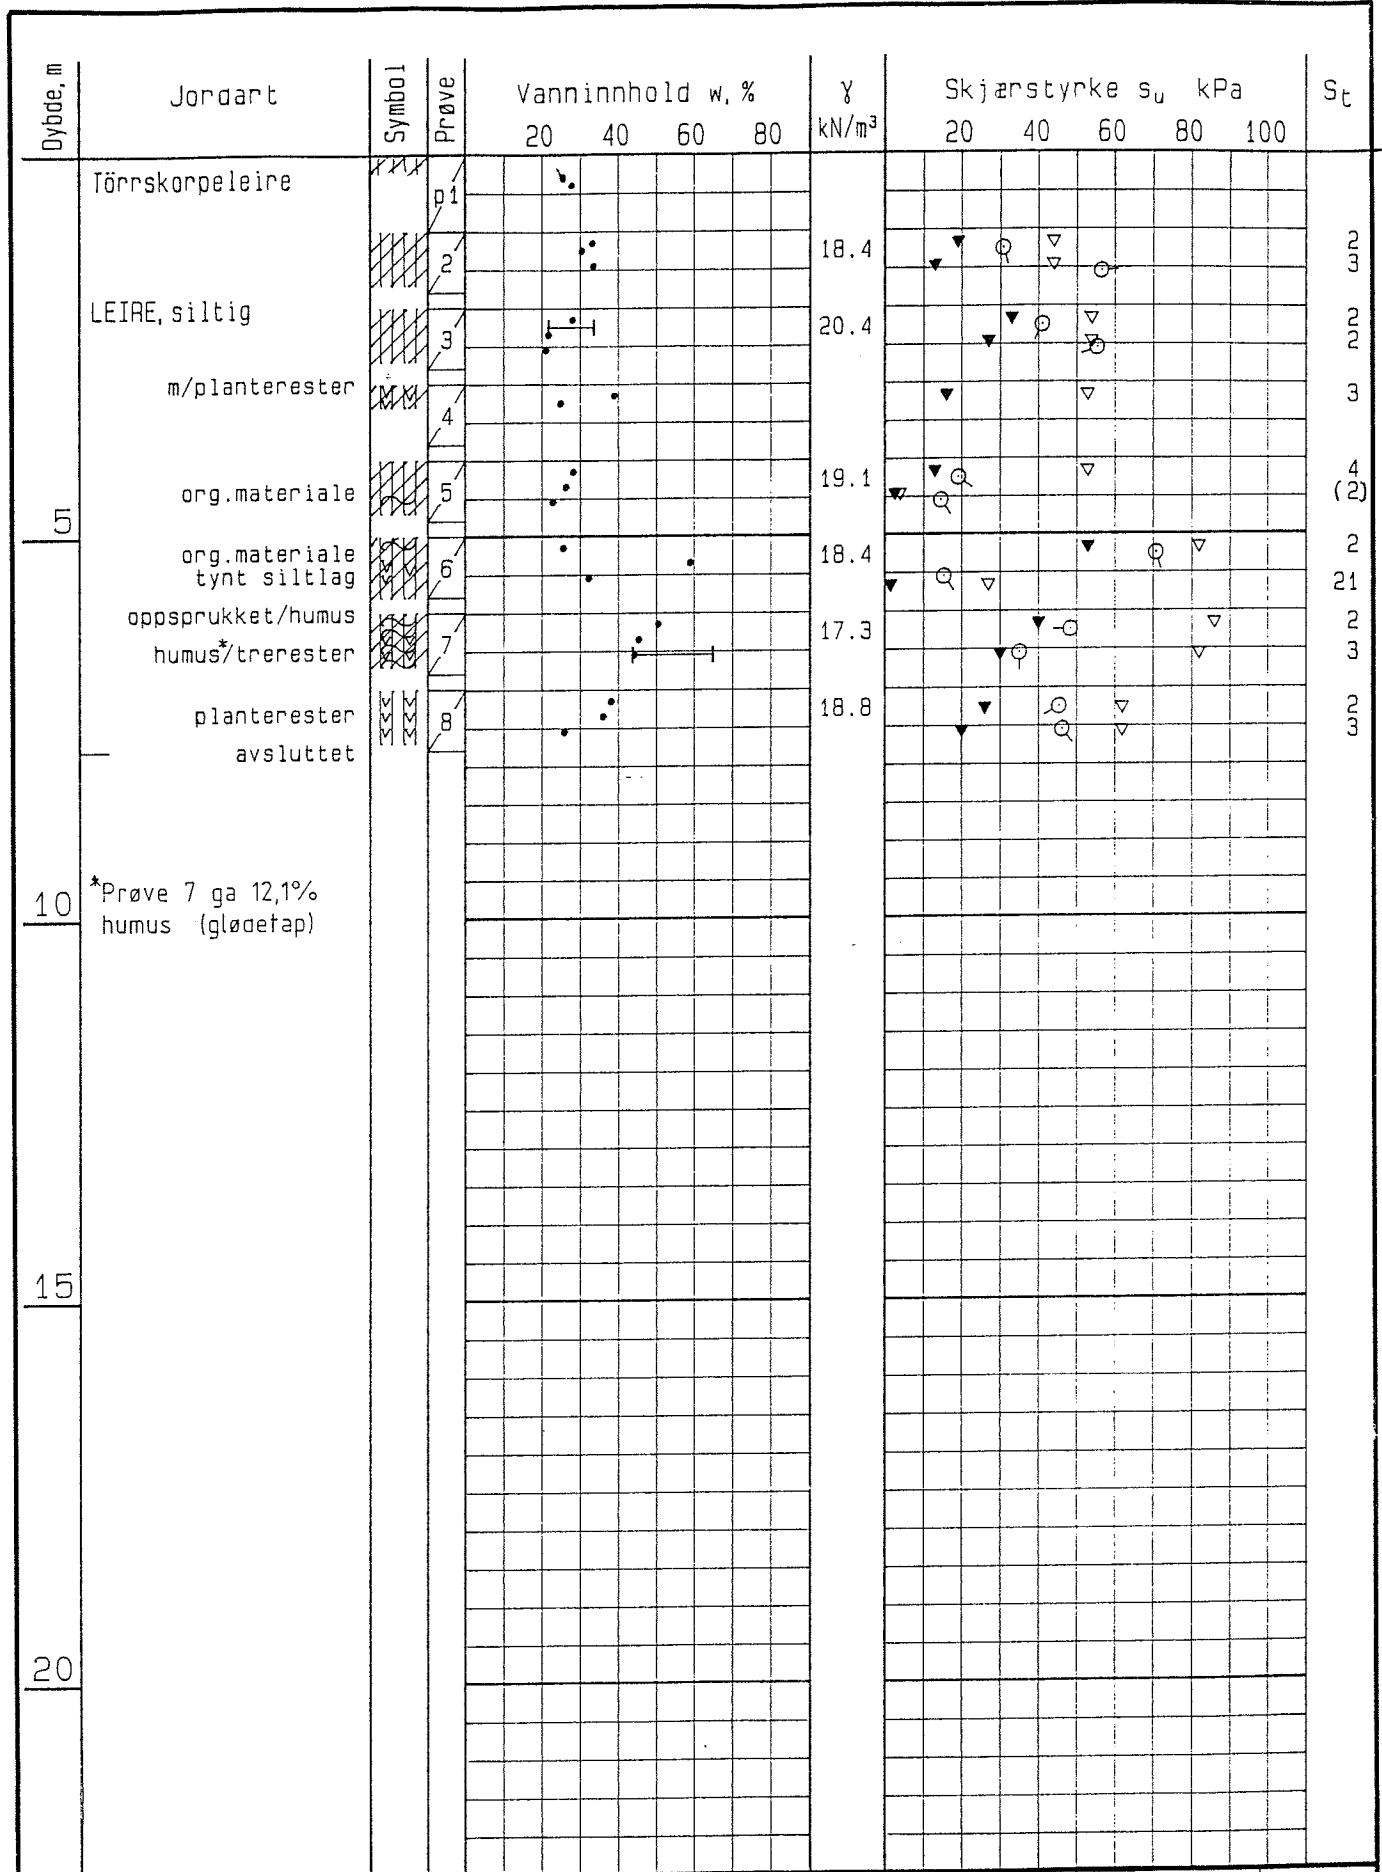 Dybde, m Jordart Symbol Prøve Vanninnhold w, % γ Skjærstyrke su kPa St
20 40 60 80 kN/m³ 20 40 60 80 100
Törrskorpeleire p1
2 18.4 2
3
LEIRE, siltig 3 20.4 2
2
m/planterester 4 3
org.materiale 5 19.1 4
(2)
5
org.materiale 6 18.4 2
tynt siltlag 21
oppsprukket/humus 7 17.3 2
humus*/trerester 3
planterester 8 18.8 2
3
avsluttet
*Prøve 7 ga 12,1%
10
humus (glødetap)
15
20